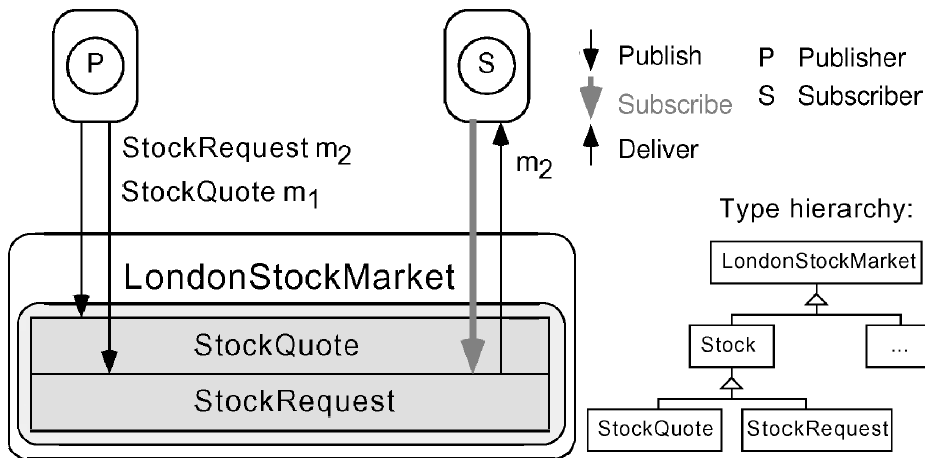 P
S
Publish
P Publisher
Subscribe
S Subscriber
Deliver
StockRequest m2
StockQuote m1
m2
Type hierarchy:
LondonStockMarket
LondonStockMarket
StockQuote
StockRequest
Stock
...
StockQuote
StockRequest